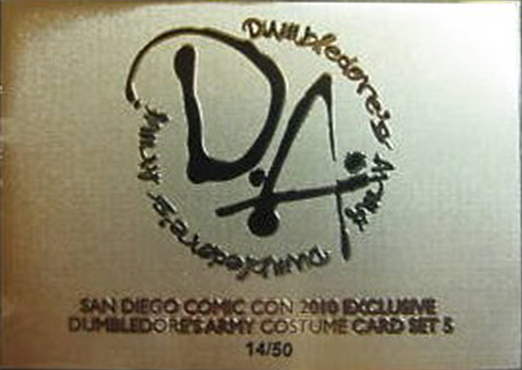 Dumbledore's Army
Dumbledore's Army
D.A.
SAN DIEGO COMIC CON 2010 EXCLUSIVE
DUMBLEDORE'S ARMY COSTUME CARD SET 5
14/50